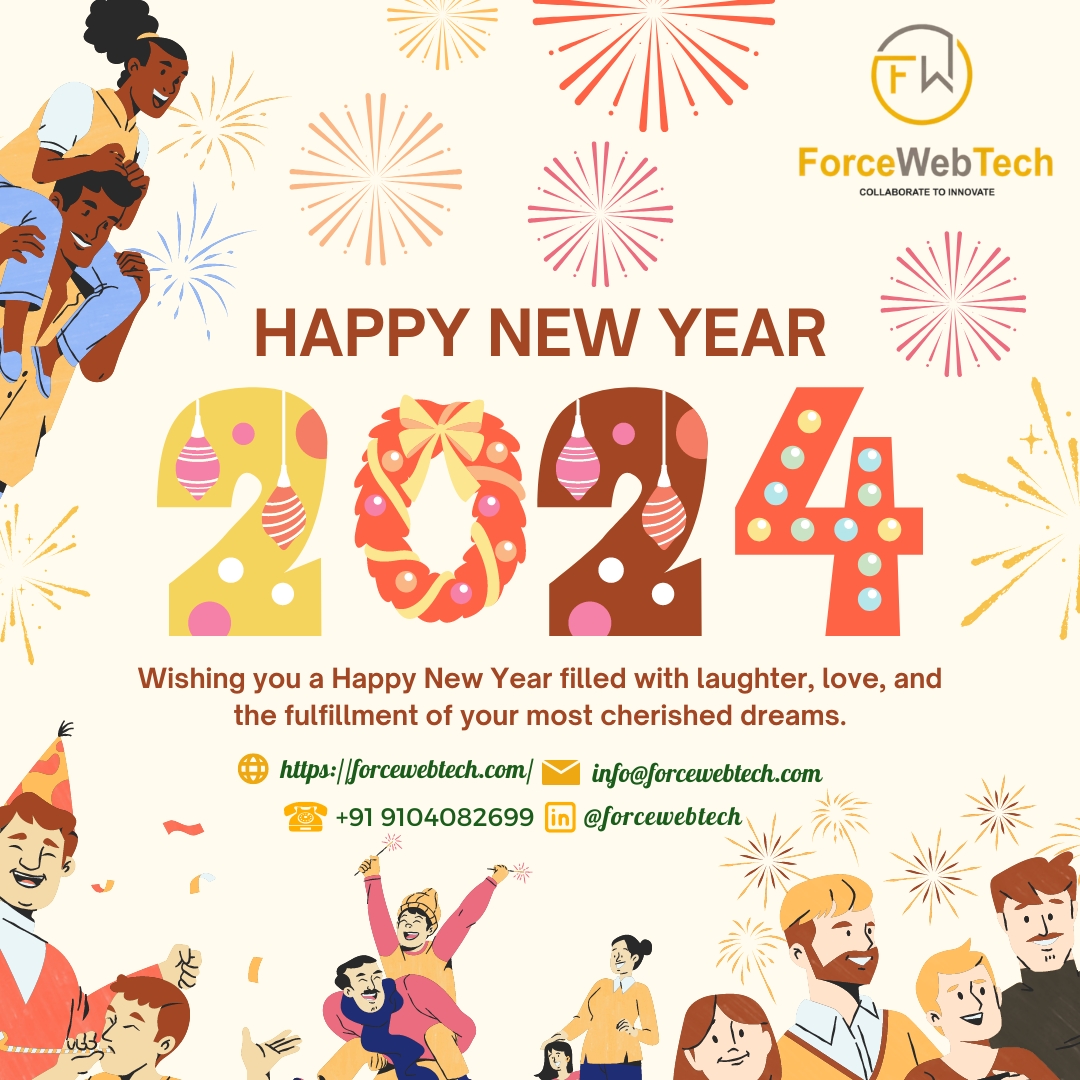 FW
ForceWebTech
COLLABORATE TO INNOVATE
HAPPY NEW YEAR
2024
Wishing you a Happy New Year filled with laughter, love, and
the fulfillment of your most cherished dreams.
https://forcewebtech.com/ info@forcewebtech.com
+91 9104082699 in @forcewebtech